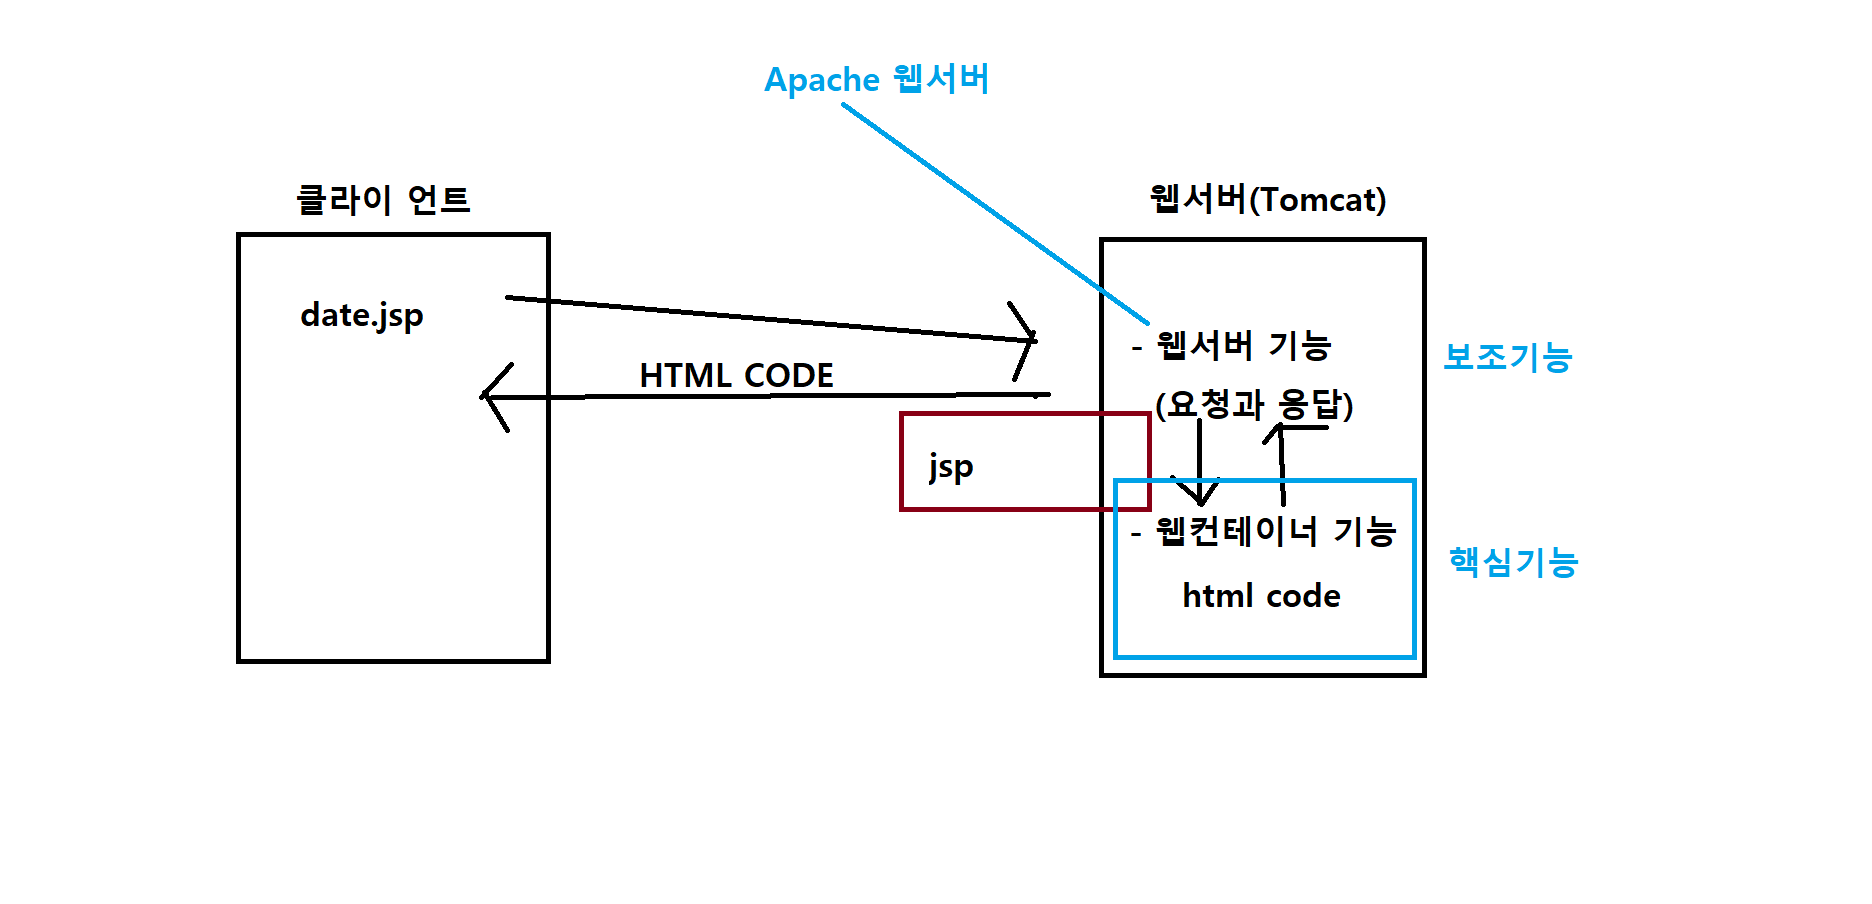 Apache 웹서버
클라이 언트
웹서버(Tomcat)
date.jsp
- 웹서버 기능
보조기능
HTML CODE
(요청과 응답)
jsp
- 웹컨테이너 기능
핵심기능
html code